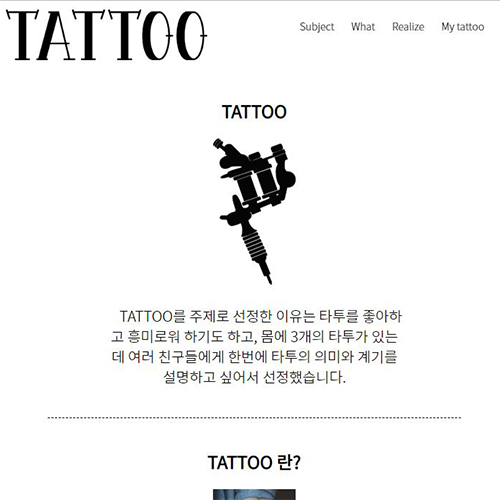 TATTOO
Subject What Realize My tattoo
TATTOO
TATTOO를 주제로 선정한 이유는 타투를 좋아하
고 흥미로워 하기도 하고, 몸에 3개의 타투가 있는
데 여러 친구들에게 한번에 타투의 의미와 계기를
설명하고 싶어서 선정했습니다.
TATTOO 란?